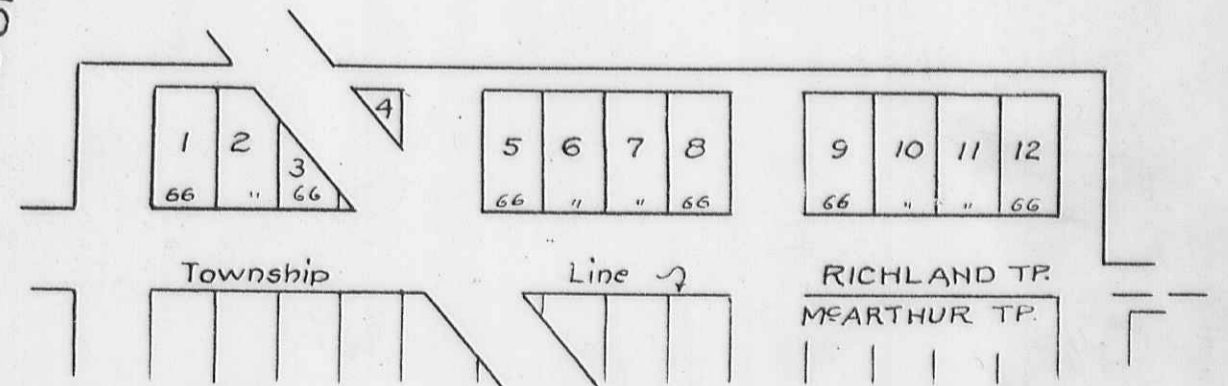 4
1 2 3 5 6 7 8 9 10 11 12
66 " 66 66 " " 66 66 " " 66
Township Line RICHLAND TP.
McARTHUR TP.